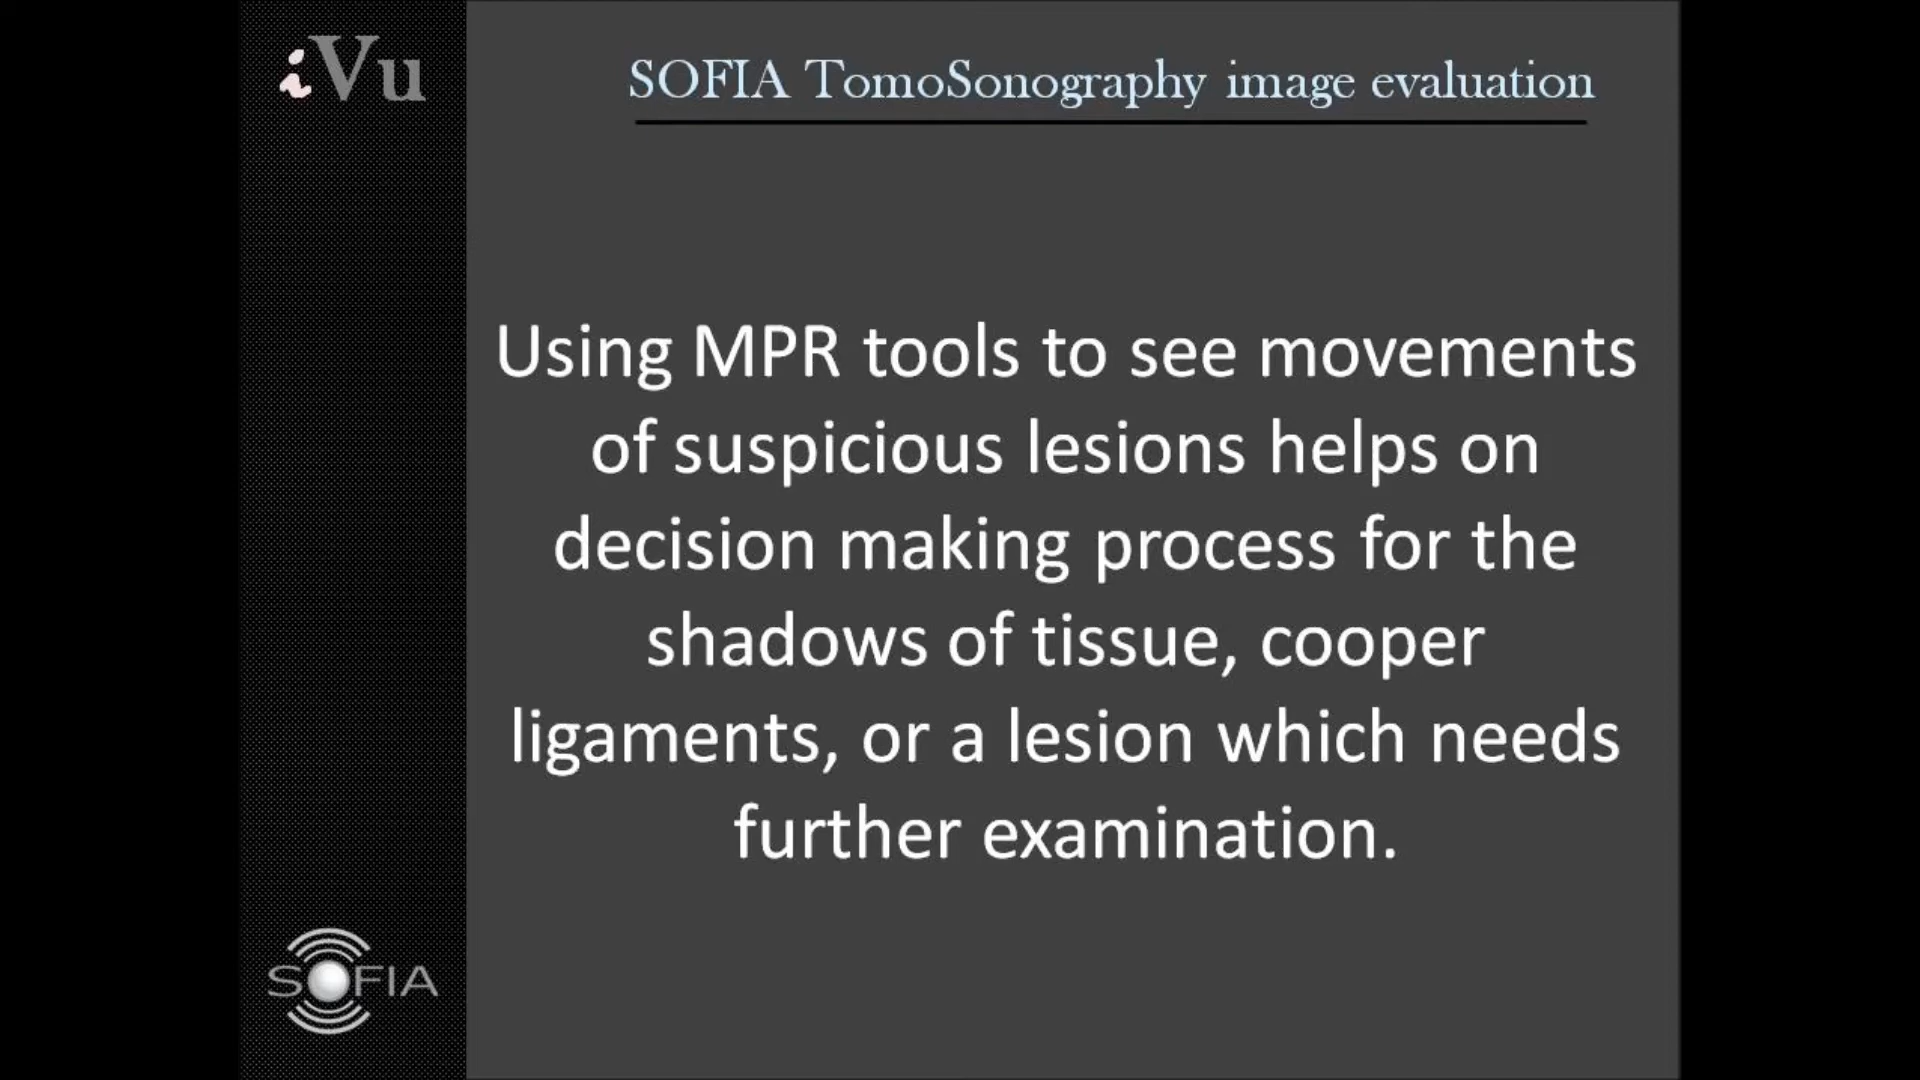 iVu
SOFIA TomoSonography image evaluation
Using MPR tools to see movements
of suspicious lesions helps on
decision making process for the
shadows of tissue, cooper
ligaments, or a lesion which needs
further examination.
SOFIA